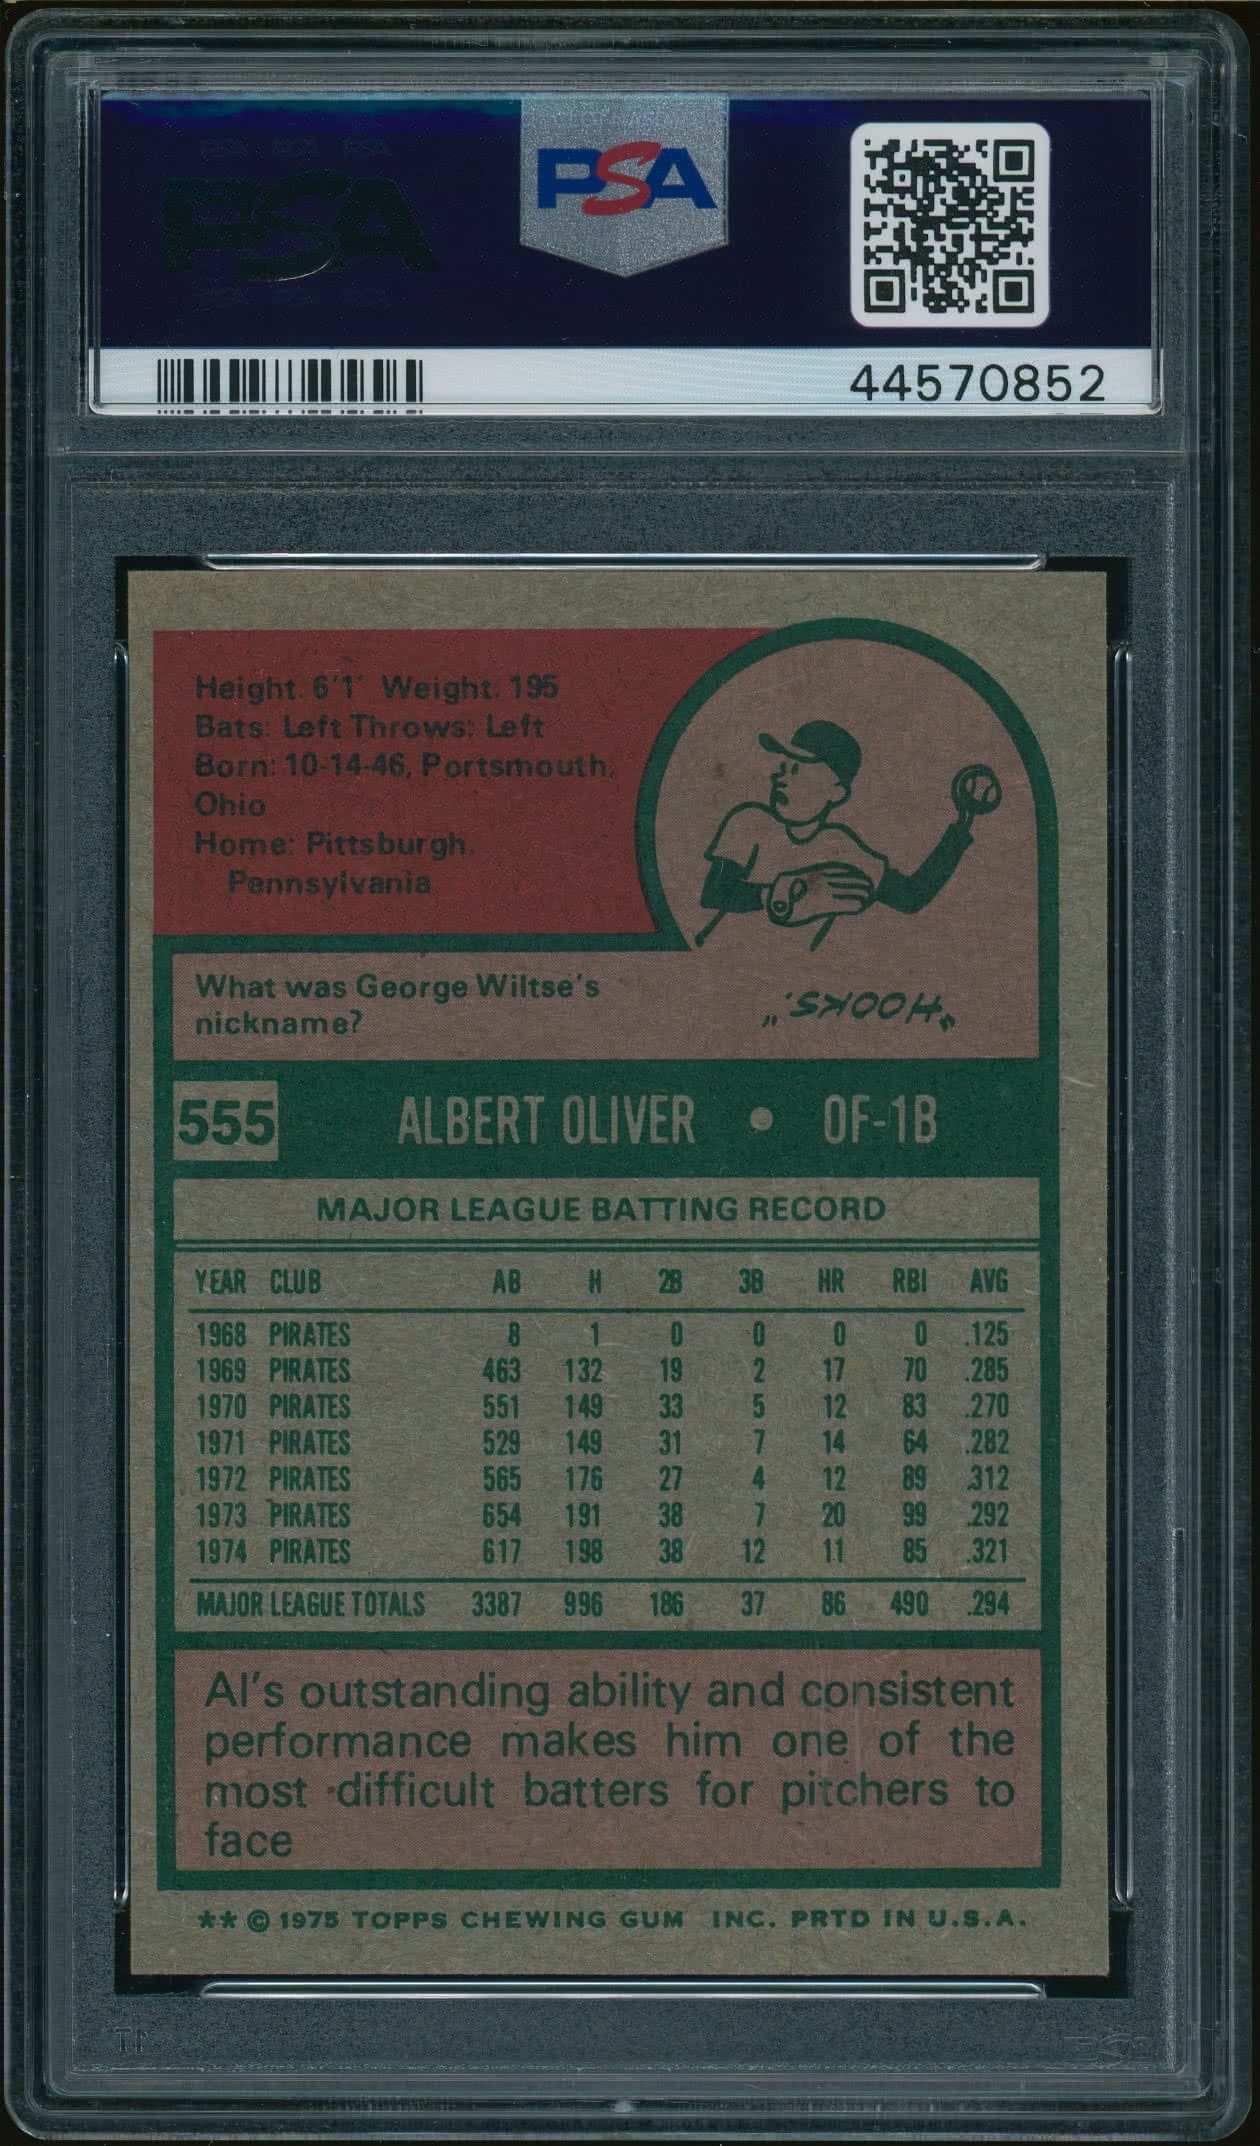 PSA PSA PSA
PSA
PSA
PSA PSA PSA
44570852
Height. 6'1" Weight: 195
Bats: Left Throws: Left
Born: 10-14-46, Portsmouth,
Ohio
Home: Pittsburgh,
Pennsylvania
What was George Wiltse's
nickname?
"HOOKS."
555 ALBERT OLIVER • OF-1B
MAJOR LEAGUE BATTING RECORD
YEAR CLUB AB H 2B 3B HR RBI AVG
1968 PIRATES 8 1 0 0 0 0 .125
1969 PIRATES 463 132 19 2 17 70 .285
1970 PIRATES 551 149 33 5 12 83 .270
1971 PIRATES 529 149 31 7 14 64 .282
1972 PIRATES 565 176 27 4 12 89 .312
1973 PIRATES 654 191 38 7 20 99 .292
1974 PIRATES 617 198 38 12 11 85 .321
MAJOR LEAGUE TOTALS 3387 996 186 37 86 490 .294
Al's outstanding ability and consistent
performance makes him one of the
most difficult batters for pitchers to
face
** © 1975 TOPPS CHEWING GUM INC. PRTD IN U.S.A.